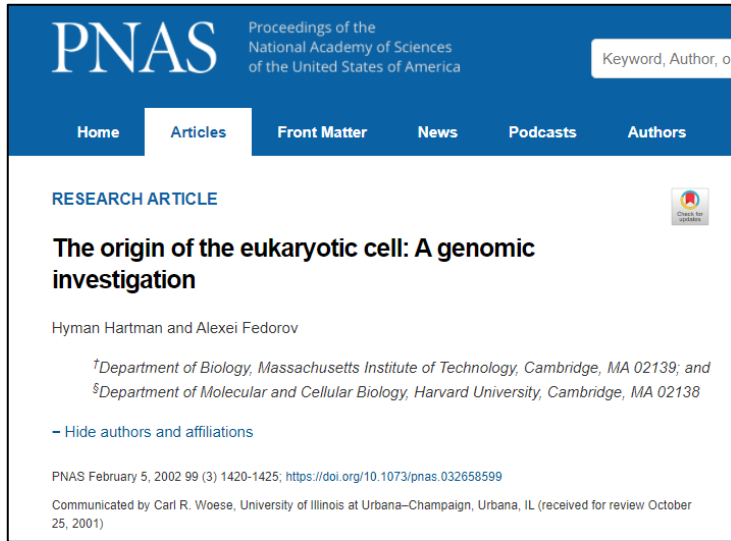 PNAS
Proceedings of the
National Academy of Sciences
of the United States of America
Keyword, Author, o
Home Articles Front Matter News Podcasts Authors
RESEARCH ARTICLE
Check for
updates
The origin of the eukaryotic cell: A genomic
investigation
Hyman Hartman and Alexei Fedorov
†Department of Biology, Massachusetts Institute of Technology, Cambridge, MA 02139; and
§Department of Molecular and Cellular Biology, Harvard University, Cambridge, MA 02138
– Hide authors and affiliations
PNAS February 5, 2002 99 (3) 1420-1425; https://doi.org/10.1073/pnas.032658599
Communicated by Carl R. Woese, University of Illinois at Urbana–Champaign, Urbana, IL (received for review October
25, 2001)